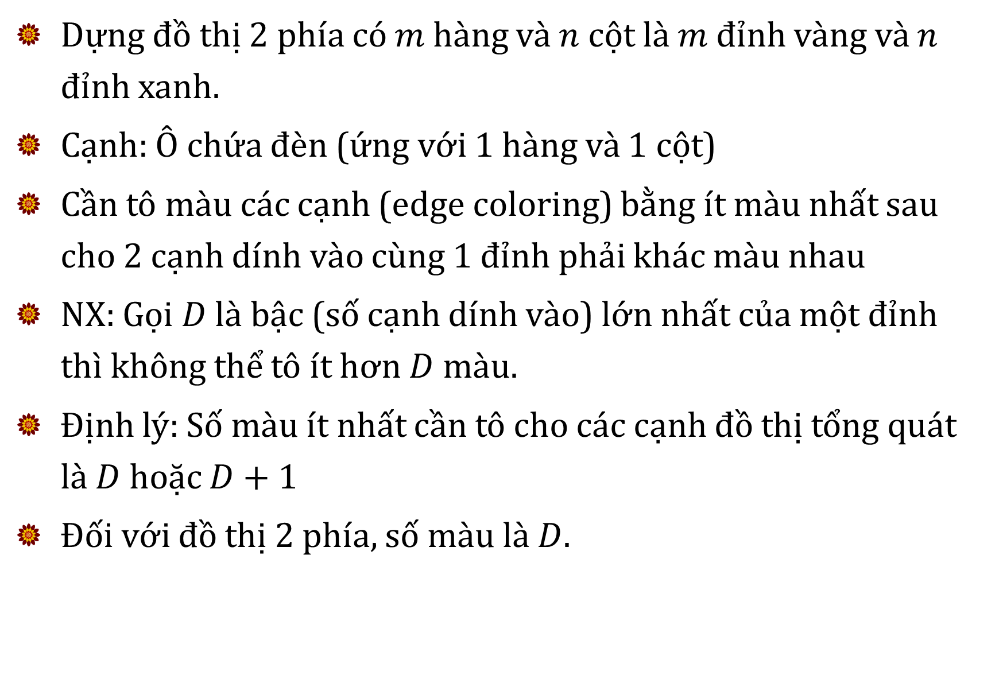 Dựng đồ thị 2 phía có m hàng và n cột là m đỉnh vàng và n
đỉnh xanh.
Cạnh: Ô chứa đèn (ứng với 1 hàng và 1 cột)
Cần tô màu các cạnh (edge coloring) bằng ít màu nhất sau
cho 2 cạnh dính vào cùng 1 đỉnh phải khác màu nhau
NX: Gọi D là bậc (số cạnh dính vào) lớn nhất của một đỉnh
thì không thể tô ít hơn D màu.
Định lý: Số màu ít nhất cần tô cho các cạnh đồ thị tổng quát
là D hoặc D + 1
Đối với đồ thị 2 phía, số màu là D.